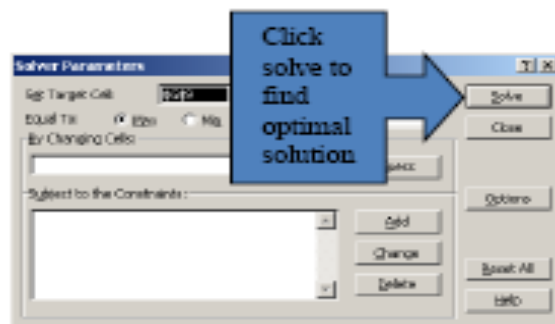 Click
solve to
find
optimal
solution
Solver Parameters
Set Target Cell:
Solve
Equal To:
Max
Min
Close
By Changing Cells:
Subject to the Constraints:
Options
Add
Change
Delete
Reset All
Help